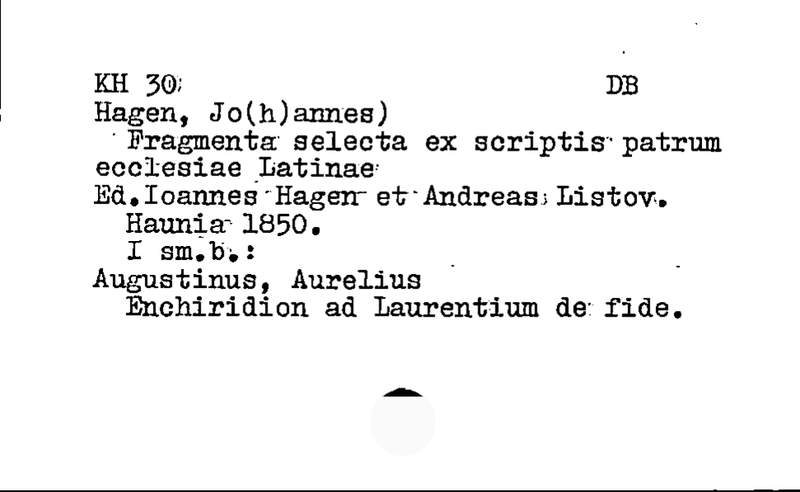 KH 30 DB
Hagen, Jo(h)annes)
Fragmenta selecta ex scriptis patrum
ecclesiae Latinae
Ed.Ioannes Hagen et Andreas Listov.
Haunia 1850.
I sm.b.:
Augustinus, Aurelius
Enchiridion ad Laurentium de fide.